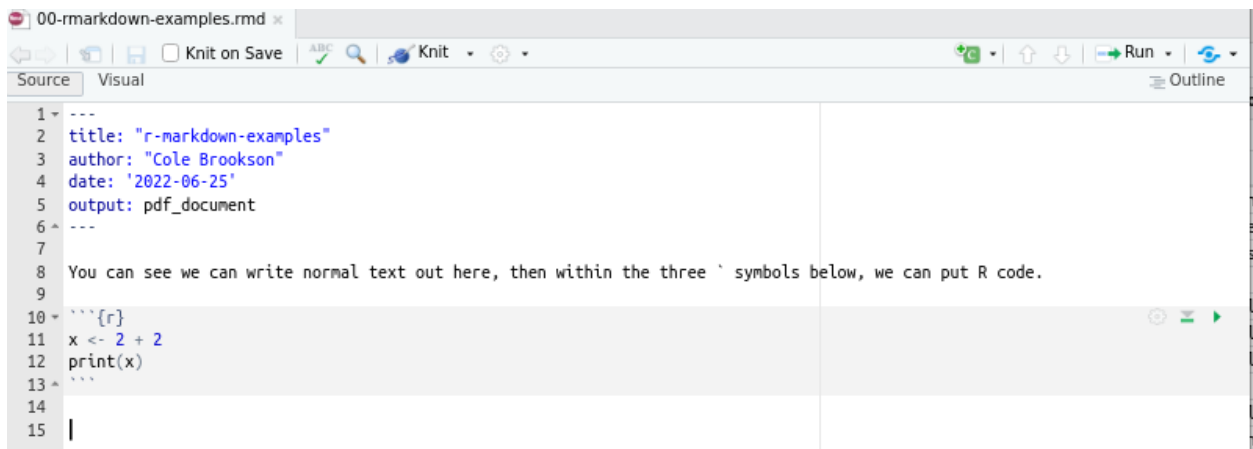 00-rmarkdown-examples.rmd
Knit on Save ABC Knit Run
Source Visual Outline
1 ---
2 title: "r-markdown-examples"
3 author: "Cole Brookson"
4 date: '2022-06-25'
5 output: pdf_document
6 ---
7
8 You can see we can write normal text out here, then within the three ` symbols below, we can put R code.
9
10 ```{r}
11 x <- 2 + 2
12 print(x)
13 ```
14
15